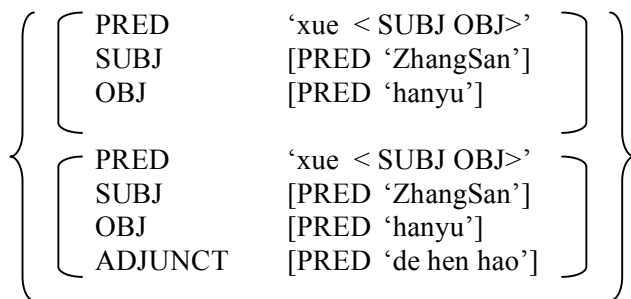 PRED ‘xue < SUBJ OBJ>’
SUBJ [PRED ‘ZhangSan’]
OBJ [PRED ‘hanyu’]
PRED ‘xue < SUBJ OBJ>’
SUBJ [PRED ‘ZhangSan’]
OBJ [PRED ‘hanyu’]
ADJUNCT [PRED ‘de hen hao’]